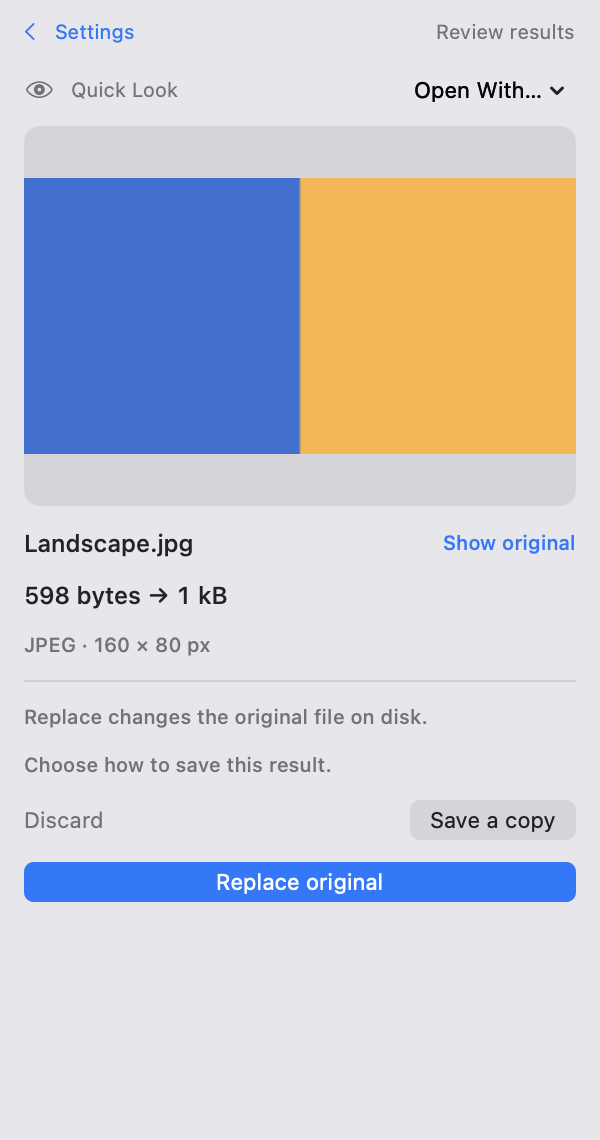 Settings
Review results
Quick Look
Open With...
Landscape.jpg
Show original
598 bytes → 1 kB
JPEG · 160 × 80 px
Replace changes the original file on disk.
Choose how to save this result.
Discard
Save a copy
Replace original